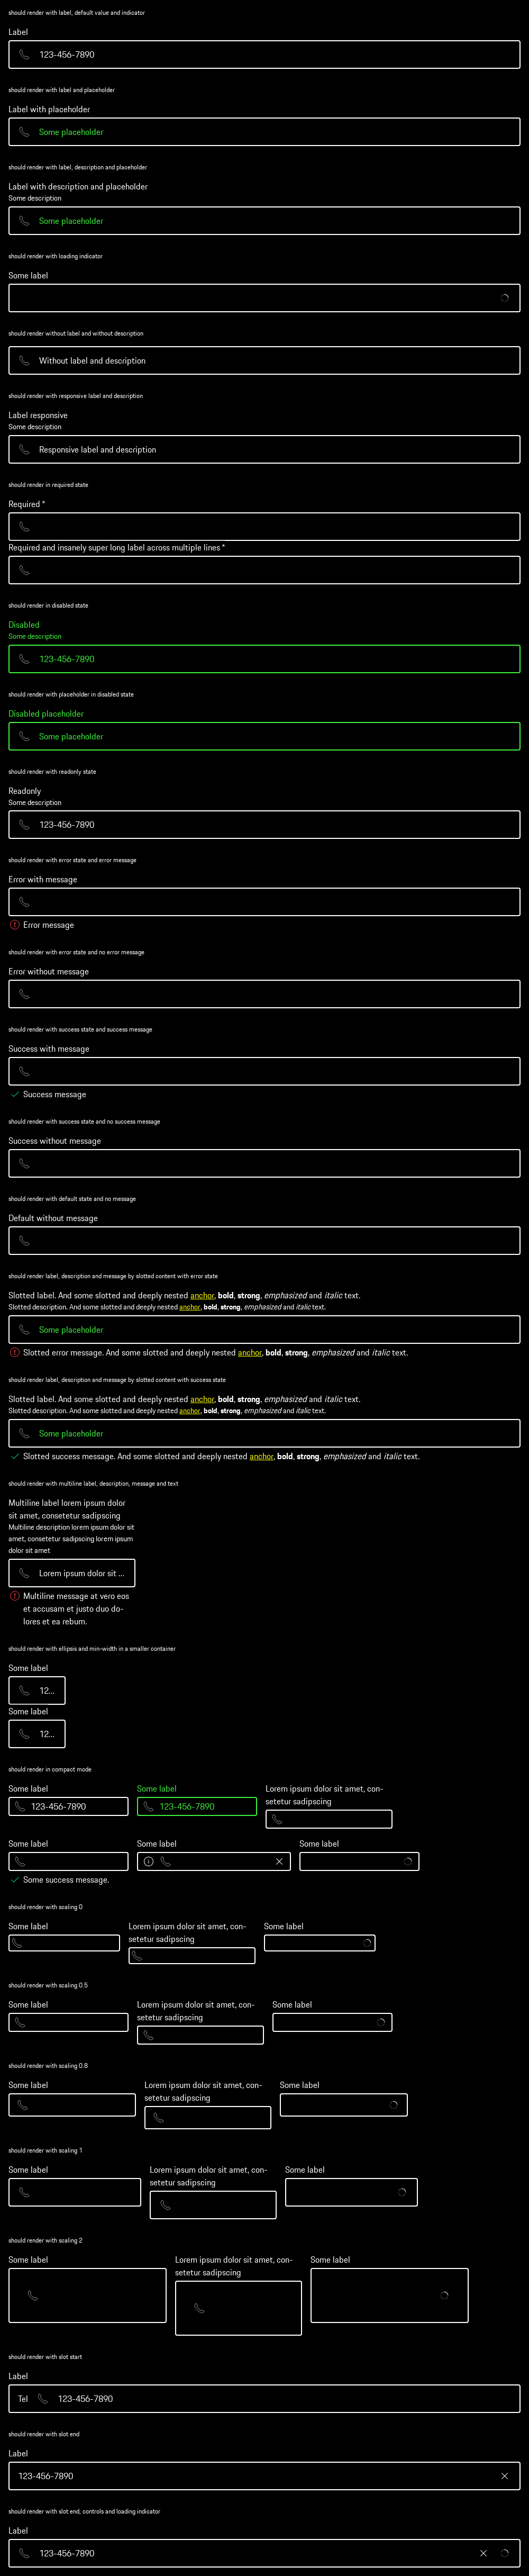 should render with label, default value and indicator
Label
123-456-7890
should render with label and placeholder
Label with placeholder
Some placeholder
should render with label, description and placeholder
Label with description and placeholder
Some description
Some placeholder
should render with loading indicator
Some label
should render without label and without description
Without label and description
should render with responsive label and description
Label responsive
Some description
Responsive label and description
should render in required state
Required *
Required and insanely super long label across multiple lines *
should render in disabled state
Disabled
Some description
123-456-7890
should render with placeholder in disabled state
Disabled placeholder
Some placeholder
should render with readonly state
Readonly
Some description
123-456-7890
should render with error state and error message
Error with message
Error message
should render with error state and no error message
Error without message
should render with success state and success message
Success with message
Success message
should render with success state and no success message
Success without message
should render with default state and no message
Default without message
should render label, description and message by slotted content with error state
Slotted label. And some slotted and deeply nested anchor, bold, strong, emphasized and italic text.
Slotted description. And some slotted and deeply nested anchor, bold, strong, emphasized and italic text.
Some placeholder
Slotted error message. And some slotted and deeply nested anchor, bold, strong, emphasized and italic text.
should render label, description and message by slotted content with success state
Slotted label. And some slotted and deeply nested anchor, bold, strong, emphasized and italic text.
Slotted description. And some slotted and deeply nested anchor, bold, strong, emphasized and italic text.
Some placeholder
Slotted success message. And some slotted and deeply nested anchor, bold, strong, emphasized and italic text.
should render with multiline label, description, message and text
Multiline label lorem ipsum dolor
sit amet, consetetur sadipscing
Multiline description lorem ipsum dolor sit
amet, consetetur sadipscing lorem ipsum
dolor sit amet
Lorem ipsum dolor sit ...
Multiline message at vero eos
et accusam et justo duo do-
lores et ea rebum.
should render with ellipsis and min-width in a smaller container
Some label
12...
Some label
12...
should render in compact mode
Some label
123-456-7890
Some label
123-456-7890
Lorem ipsum dolor sit amet, con-
setetur sadipscing
Some label
Some success message.
Some label
Some label
should render with scaling 0
Some label
Lorem ipsum dolor sit amet, con-
setetur sadipscing
Some label
should render with scaling 0.5
Some label
Lorem ipsum dolor sit amet, con-
setetur sadipscing
Some label
should render with scaling 0.8
Some label
Lorem ipsum dolor sit amet, con-
setetur sadipscing
Some label
should render with scaling 1
Some label
Lorem ipsum dolor sit amet, con-
setetur sadipscing
Some label
should render with scaling 2
Some label
Lorem ipsum dolor sit amet, con-
setetur sadipscing
Some label
should render with slot start
Label
Tel 123-456-7890
should render with slot end
Label
123-456-7890
should render with slot end, controls and loading indicator
Label
123-456-7890